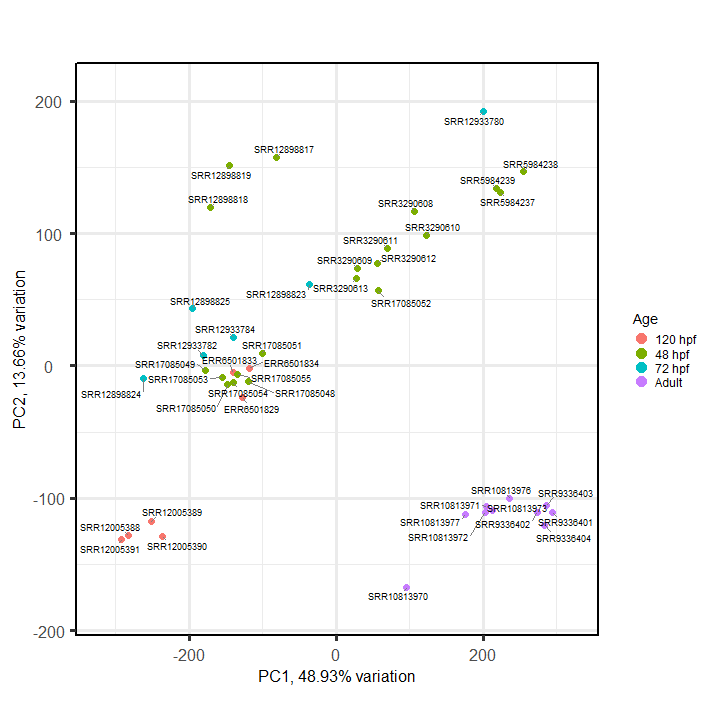 200
100
0
-100
-200
-200
0
200
PC1, 48.93% variation
PC2, 13.66% variation
SRR12933780
SRR12898817
SRR12898819
SRR12898818
SRR5984238
SRR5984239
SRR5984237
SRR3290608
SRR3290610
SRR3290611
SRR3290612
SRR3290609
SRR3290613
SRR12898823
SRR17085052
SRR12898825
SRR12933784
SRR12933782
SRR17085051
ERR6501833
ERR6501834
SRR17085049
SRR17085053
SRR17085055
SRR12898824
SRR17085054
SRR17085048
SRR17085050
ERR6501829
SRR12005389
SRR12005388
SRR12005391
SRR12005390
SRR10813976
SRR9336403
SRR10813971
SRR10813973
SRR10813977
SRR9336402
SRR9336401
SRR10813972
SRR9336404
SRR10813970
Age
120 hpf
48 hpf
72 hpf
Adult